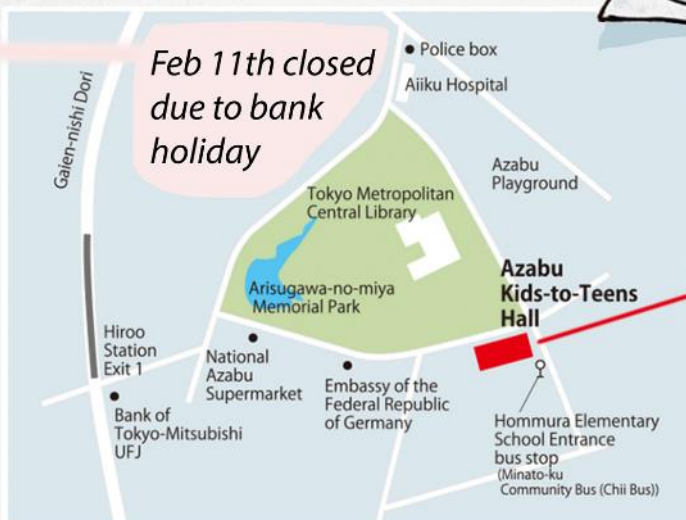 Feb 11th closed
due to bank
holiday
Gaien-nishi Dori
Police box
Aiiku Hospital
Azabu
Playground
Tokyo Metropolitan
Central Library
Arisugawa-no-miya
Memorial Park
Azabu
Kids-to-Teens
Hall
Hiroo
Station
Exit 1
National
Azabu
Supermarket
Embassy of the
Federal Republic
of Germany
Bank of
Tokyo-Mitsubishi
UFJ
Hommura Elementary
School Entrance
bus stop
(Minato-ku
Community Bus (Chii Bus))